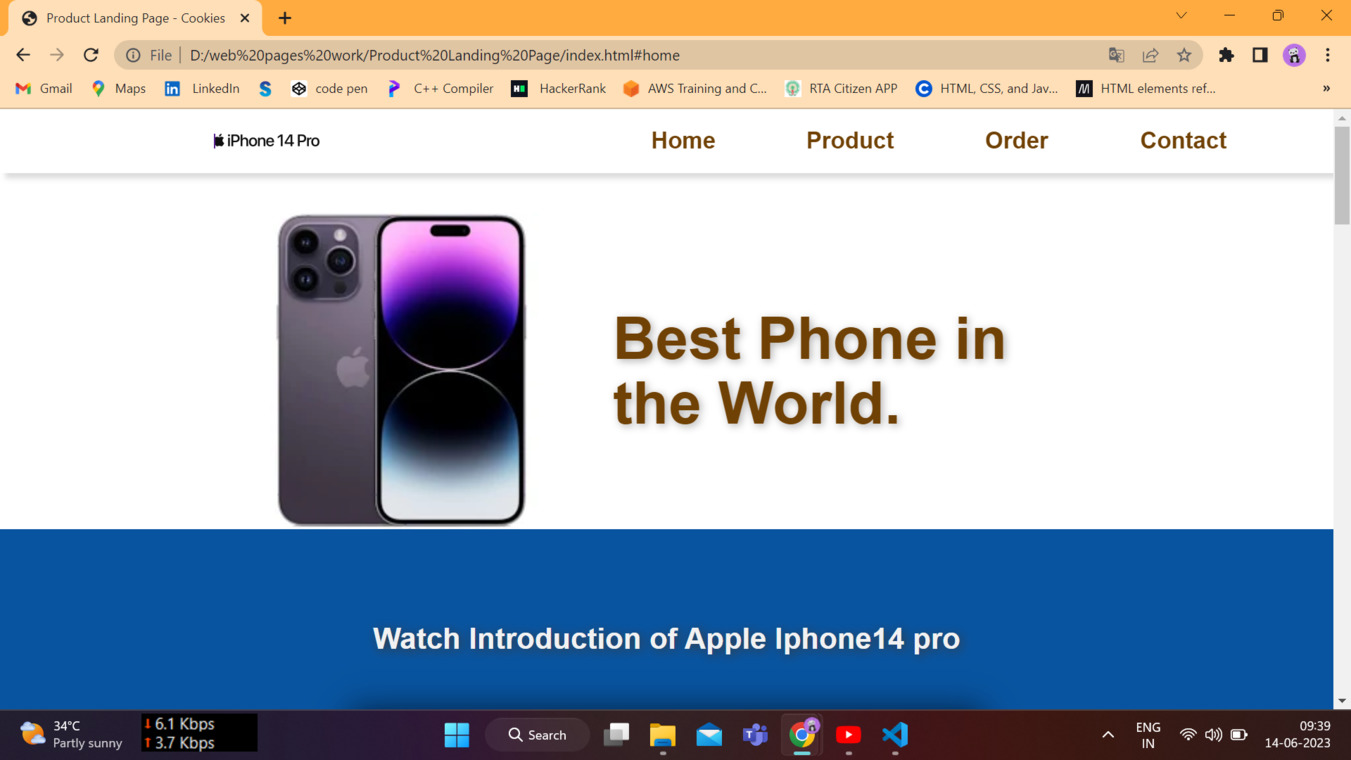 Product Landing Page - Cookies
File
D:/web%20pages%20work/Product%20Landing%20Page/index.html#home
Gmail Maps LinkedIn code pen C++ Compiler HackerRank AWS Training and C... RTA Citizen APP HTML, CSS, and Jav... HTML elements ref... »
iPhone 14 Pro Home Product Order Contact
Best Phone in
the World.
Watch Introduction of Apple Iphone14 pro
34°C
Partly sunny
6.1 Kbps
3.7 Kbps
Search
ENG
IN
09:39
14-06-2023